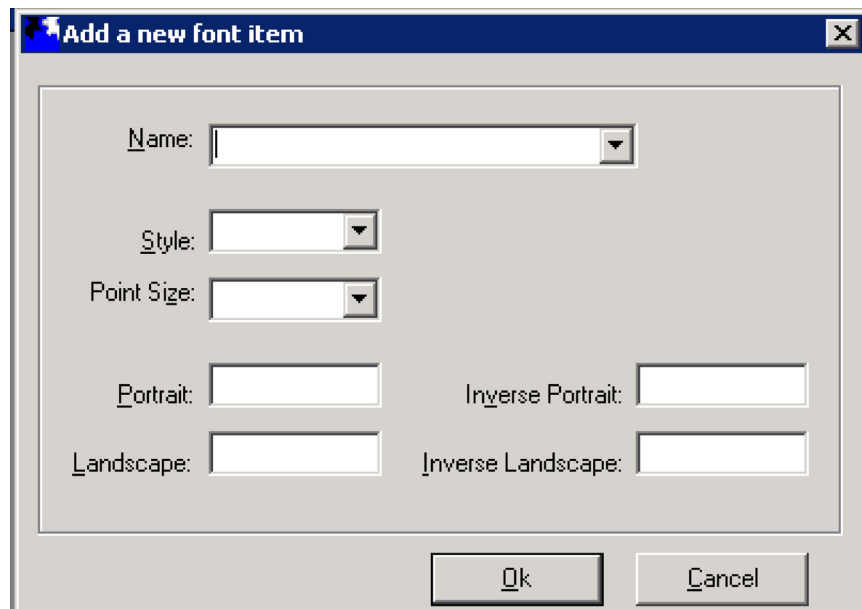 Add a new font item
Name:
Style:
Point Size:
Portrait: Inverse Portrait:
Landscape: Inverse Landscape:
Ok Cancel